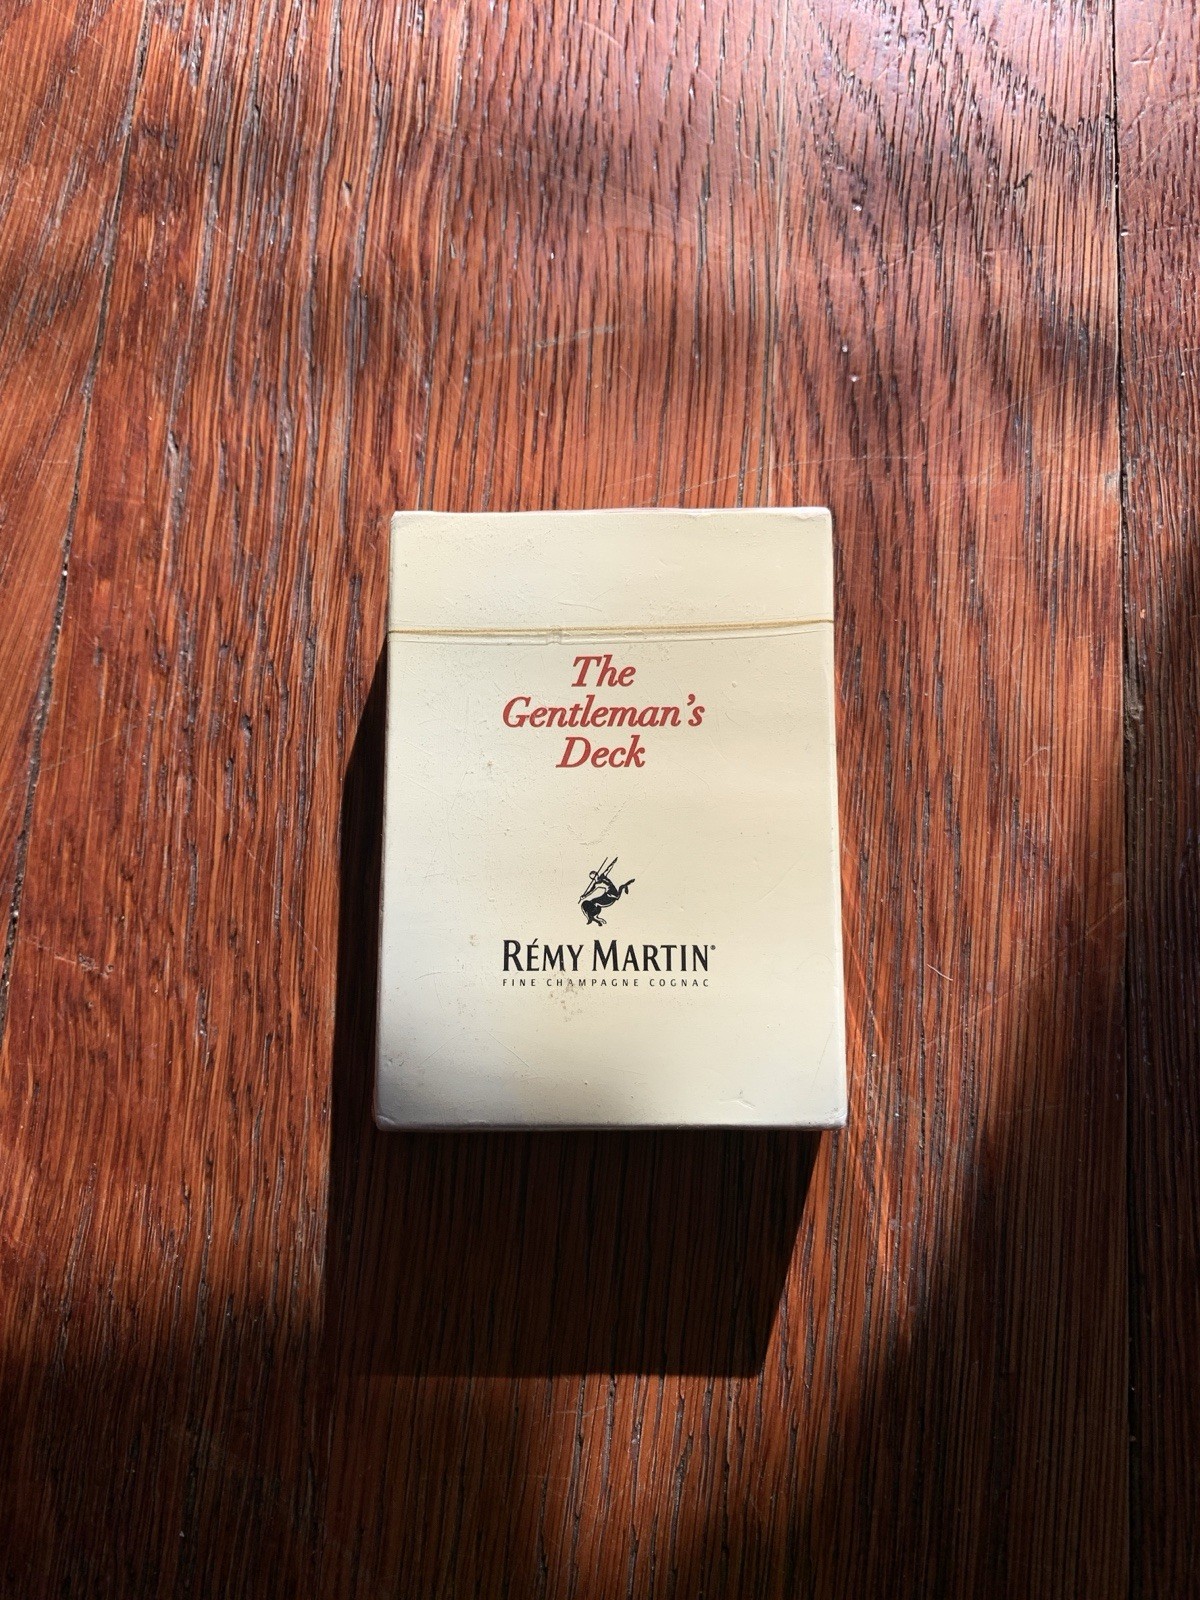 The
Gentleman's
Deck
RÉMY MARTIN®
FINE CHAMPAGNE COGNAC